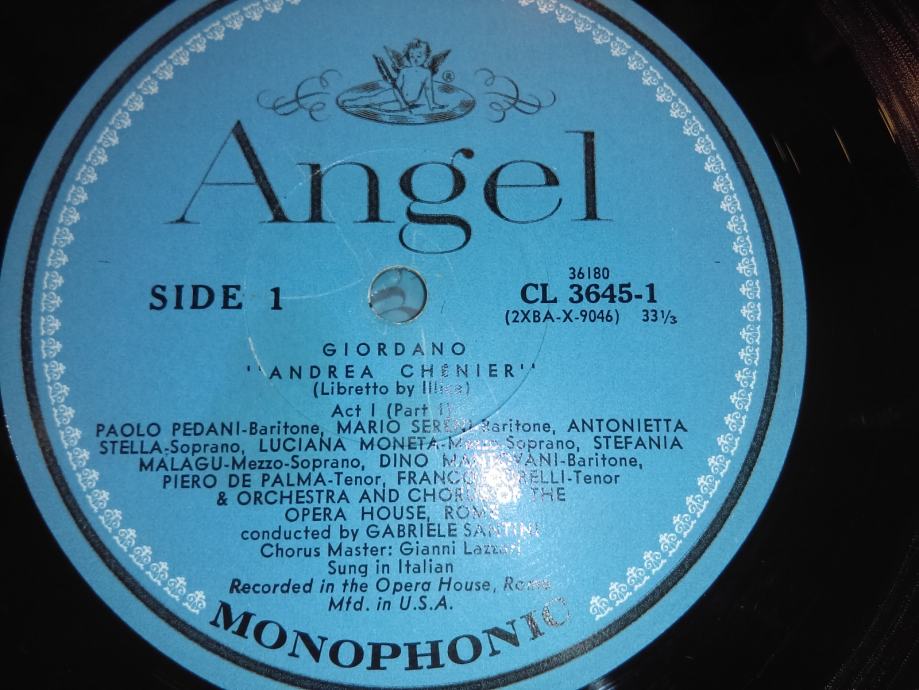 ®
Angel
SIDE 1
36180
CL 3645-1
(2XBA-X-9046) 33⅓
GIORDANO
"ANDREA CHENIER"
(Libretto by Illica)
Act I (Part 1)
PAOLO PEDANI-Baritone, MARIO SERENI-Baritone, ANTONIETTA
STELLA-Soprano, LUCIANA MONETA-Mezzo-Soprano, STEFANIA
MALAGU-Mezzo-Soprano, DINO MANTOVANI-Baritone,
PIERO DE PALMA-Tenor, FRANCO CORELLI-Tenor
& ORCHESTRA AND CHORUS OF THE
OPERA HOUSE, ROME
conducted by GABRIELE SANTINI
Chorus Master: Gianni Lazzari
Sung in Italian
Recorded in the Opera House, Rome
Mfd. in U.S.A.
MONOPHONIC